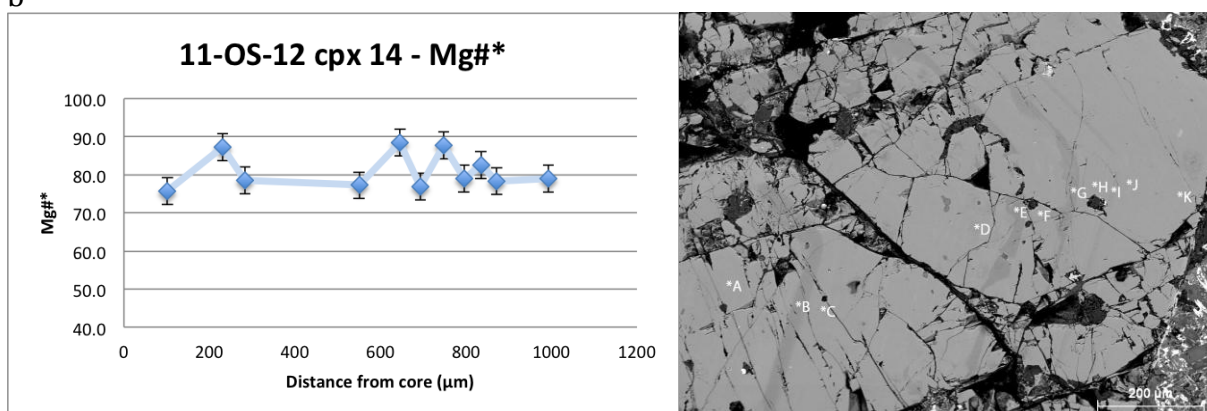 b
11-OS-12 cpx 14 - Mg#*
100.0
90.0
80.0
70.0
60.0
50.0
40.0
Mg#*
0 200 400 600 800 1000 1200
Distance from core (µm)
*A
*B
*C
*D
*E
*F
*G
*H
*I
*J
*K
200 µm